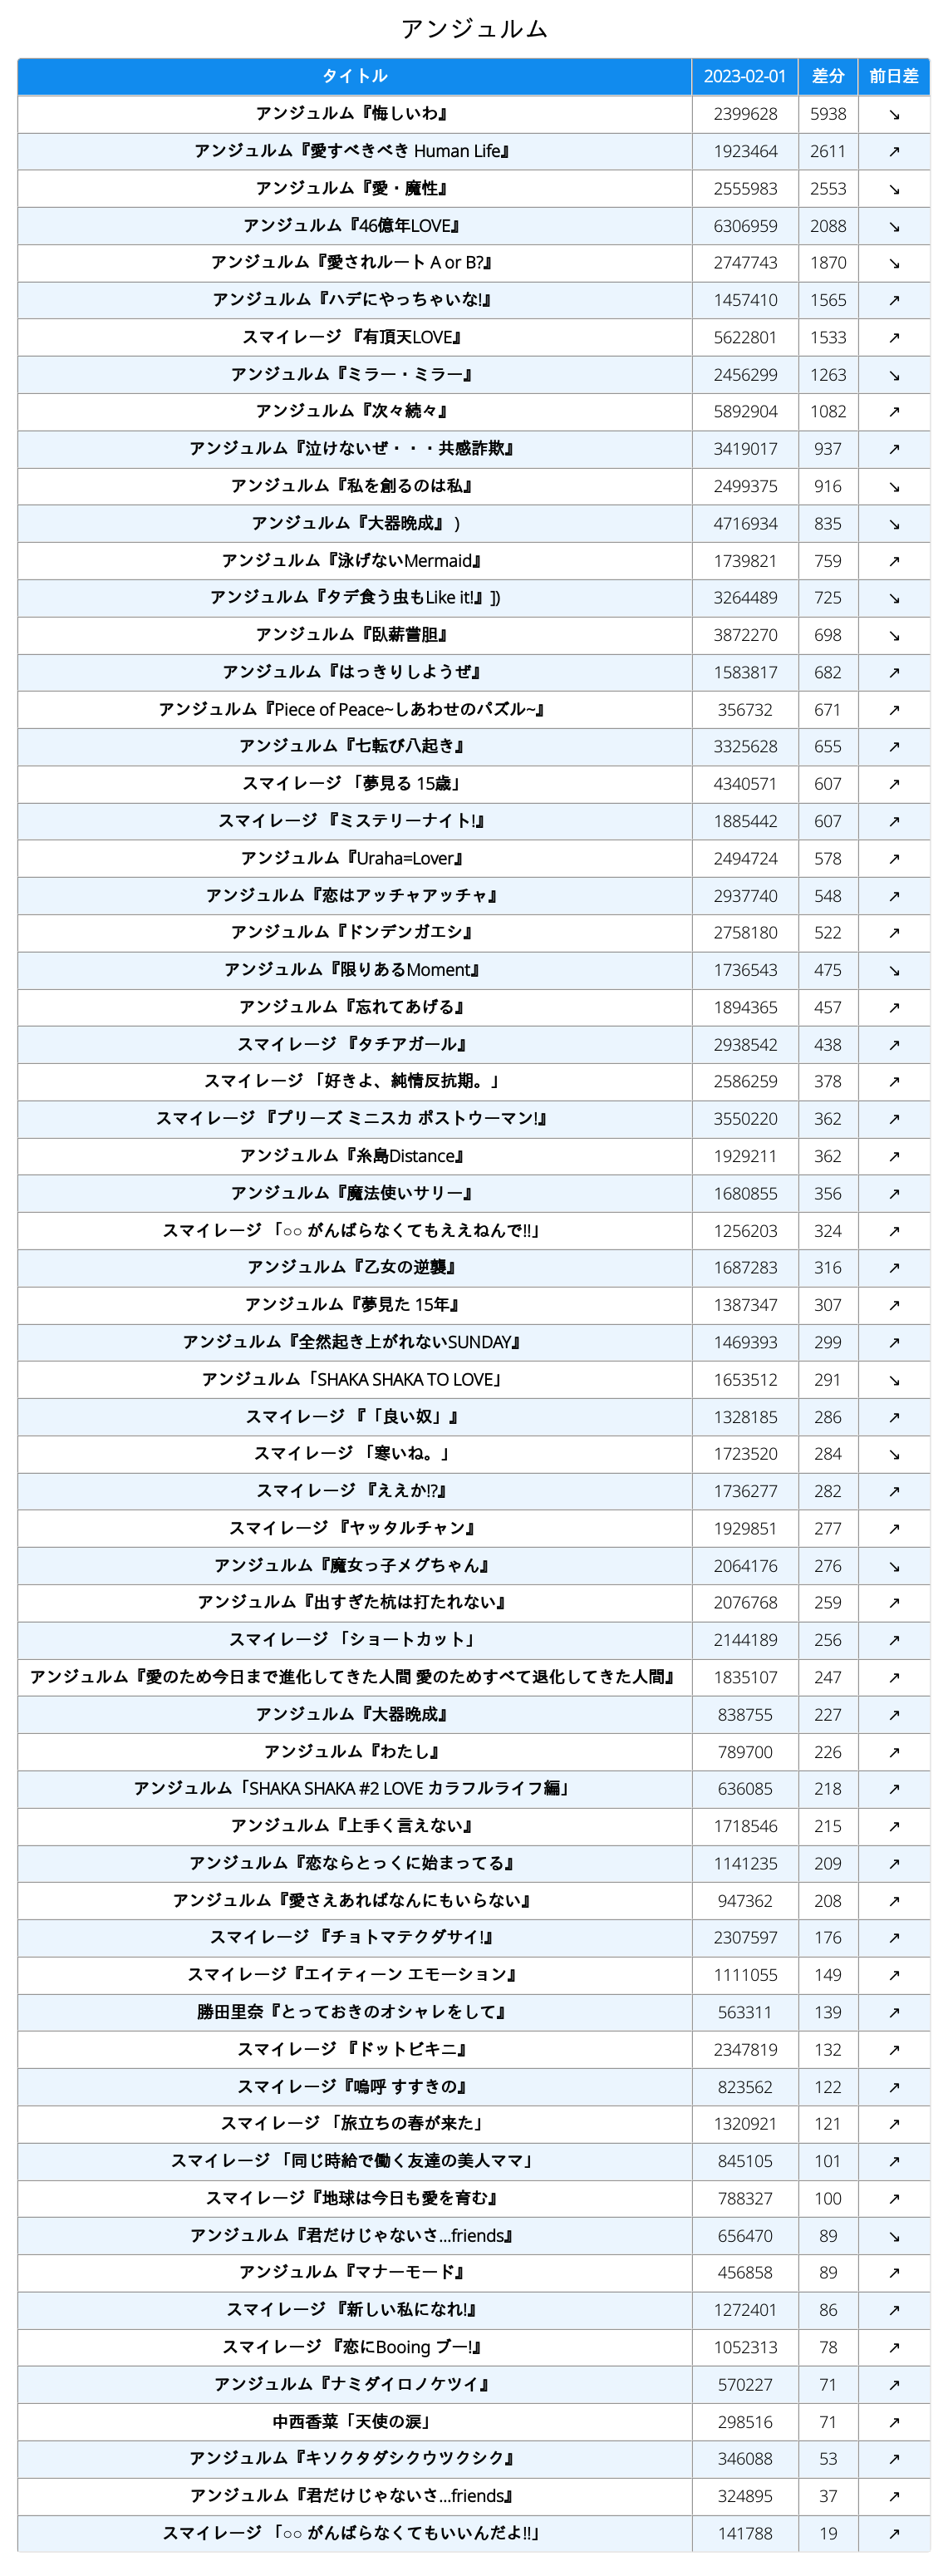 アンジュルム
タイトル 2023-02-01 差分 前日差
アンジュルム『悔しいわ』 2399628 5938 ↘
アンジュルム『愛すべきべき Human Life』 1923464 2611 ↗
アンジュルム『愛・魔性』 2555983 2553 ↘
アンジュルム『46億年LOVE』 6306959 2088 ↘
アンジュルム『愛されルート A or B?』 2747743 1870 ↘
アンジュルム『ハデにやっちゃいな!』 1457410 1565 ↗
スマイレージ 『有頂天LOVE』 5622801 1533 ↗
アンジュルム『ミラー・ミラー』 2456299 1263 ↘
アンジュルム『次々続々』 5892904 1082 ↗
アンジュルム『泣けないぜ・・・共感詐欺』 3419017 937 ↗
アンジュルム『私を創るのは私』 2499375 916 ↘
アンジュルム『大器晩成』 ) 4716934 835 ↘
アンジュルム『泳げないMermaid』 1739821 759 ↗
アンジュルム『タデ食う虫もLike it!』]) 3264489 725 ↘
アンジュルム『臥薪嘗胆』 3872270 698 ↘
アンジュルム『はっきりしようぜ』 1583817 682 ↗
アンジュルム『Piece of Peace~しあわせのパズル~』 356732 671 ↗
アンジュルム『七転び八起き』 3325628 655 ↗
スマイレージ 「夢見る 15歳」 4340571 607 ↗
スマイレージ 『ミステリーナイト!』 1885442 607 ↗
アンジュルム『Uraha=Lover』 2494724 578 ↗
アンジュルム『恋はアッチャアッチャ』 2937740 548 ↗
アンジュルム『ドンデンガエシ』 2758180 522 ↗
アンジュルム『限りあるMoment』 1736543 475 ↘
アンジュルム『忘れてあげる』 1894365 457 ↗
スマイレージ 『タチアガール』 2938542 438 ↗
スマイレージ 「好きよ、純情反抗期。」 2586259 378 ↗
スマイレージ 『プリーズ ミニスカ ポストウーマン!』 3550220 362 ↗
アンジュルム『糸島Distance』 1929211 362 ↗
アンジュルム『魔法使いサリー』 1680855 356 ↗
スマイレージ 「○○ がんばらなくてもええねんで!!」 1256203 324 ↗
アンジュルム『乙女の逆襲』 1687283 316 ↗
アンジュルム『夢見た 15年』 1387347 307 ↗
アンジュルム『全然起き上がれないSUNDAY』 1469393 299 ↗
アンジュルム「SHAKA SHAKA TO LOVE」 1653512 291 ↘
スマイレージ 『「良い奴」』 1328185 286 ↗
スマイレージ 「寒いね。」 1723520 284 ↘
スマイレージ 『ええか!?』 1736277 282 ↗
スマイレージ 『ヤッタルチャン』 1929851 277 ↗
アンジュルム『魔女っ子メグちゃん』 2064176 276 ↘
アンジュルム『出すぎた杭は打たれない』 2076768 259 ↗
スマイレージ 「ショートカット」 2144189 256 ↗
アンジュルム『愛のため今日まで進化してきた人間 愛のためすべて退化してきた人間』 1835107 247 ↗
アンジュルム『大器晩成』 838755 227 ↗
アンジュルム『わたし』 789700 226 ↗
アンジュルム「SHAKA SHAKA #2 LOVE カラフルライフ編」 636085 218 ↗
アンジュルム『上手く言えない』 1718546 215 ↗
アンジュルム『恋ならとっくに始まってる』 1141235 209 ↗
アンジュルム『愛さえあればなんにもいらない』 947362 208 ↗
スマイレージ 『チョトマテクダサイ!』 2307597 176 ↗
スマイレージ『エイティーン エモーション』 1111055 149 ↗
勝田里奈『とっておきのオシャレをして』 563311 139 ↗
スマイレージ 『ドットビキニ』 2347819 132 ↗
スマイレージ『嗚呼 すすきの』 823562 122 ↗
スマイレージ 「旅立ちの春が来た」 1320921 121 ↗
スマイレージ 「同じ時給で働く友達の美人ママ」 845105 101 ↗
スマイレージ『地球は今日も愛を育む』 788327 100 ↗
アンジュルム『君だけじゃないさ...friends』 656470 89 ↘
アンジュルム『マナーモード』 456858 89 ↗
スマイレージ 『新しい私になれ!』 1272401 86 ↗
スマイレージ 『恋にBooing ブー!』 1052313 78 ↗
アンジュルム『ナミダイロノケツイ』 570227 71 ↗
中西香菜「天使の涙」 298516 71 ↗
アンジュルム『キソクタダシクウツクシク』 346088 53 ↗
アンジュルム『君だけじゃないさ...friends』 324895 37 ↗
スマイレージ 「○○ がんばらなくてもいいんだよ!!」 141788 19 ↗